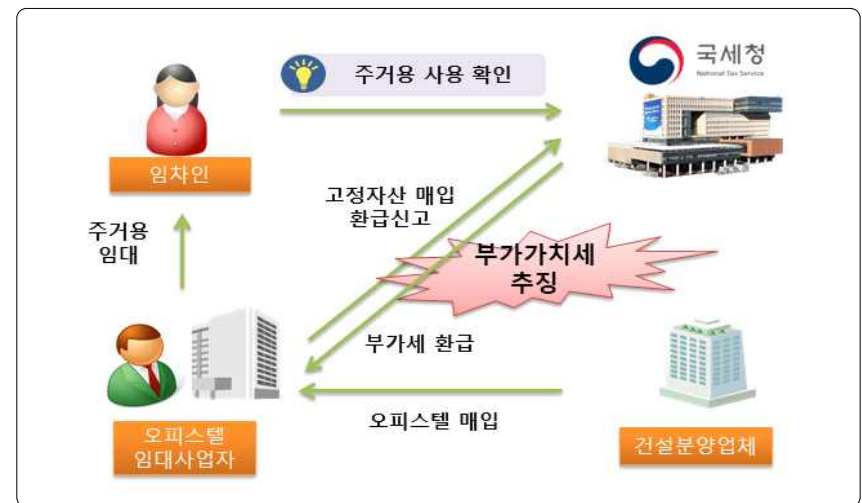 주거용 사용 확인
국세청
National Tax Service
임차인
고정자산 매입
환급신고
주거용
임대
부가가치세
추징
부가세 환급
오피스텔 매입
오피스텔
임대사업자
건설분양업체